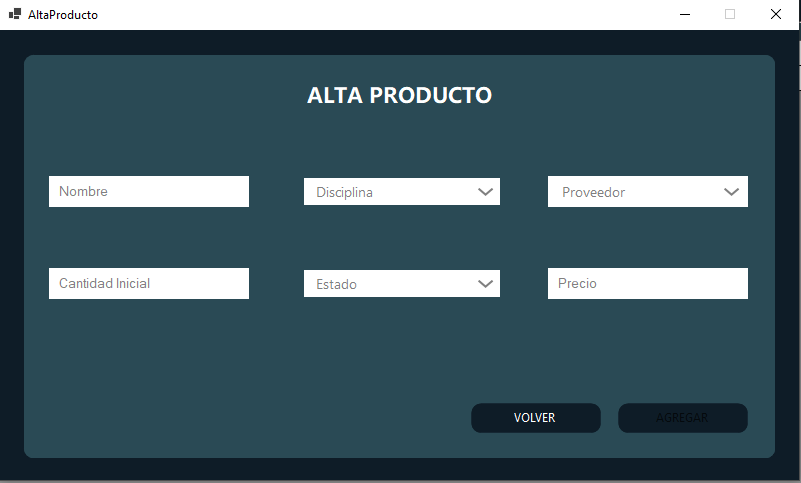 AltaProducto
ALTA PRODUCTO
Nombre
Disciplina
Proveedor
Cantidad Inicial
Estado
Precio
VOLVER
AGREGAR